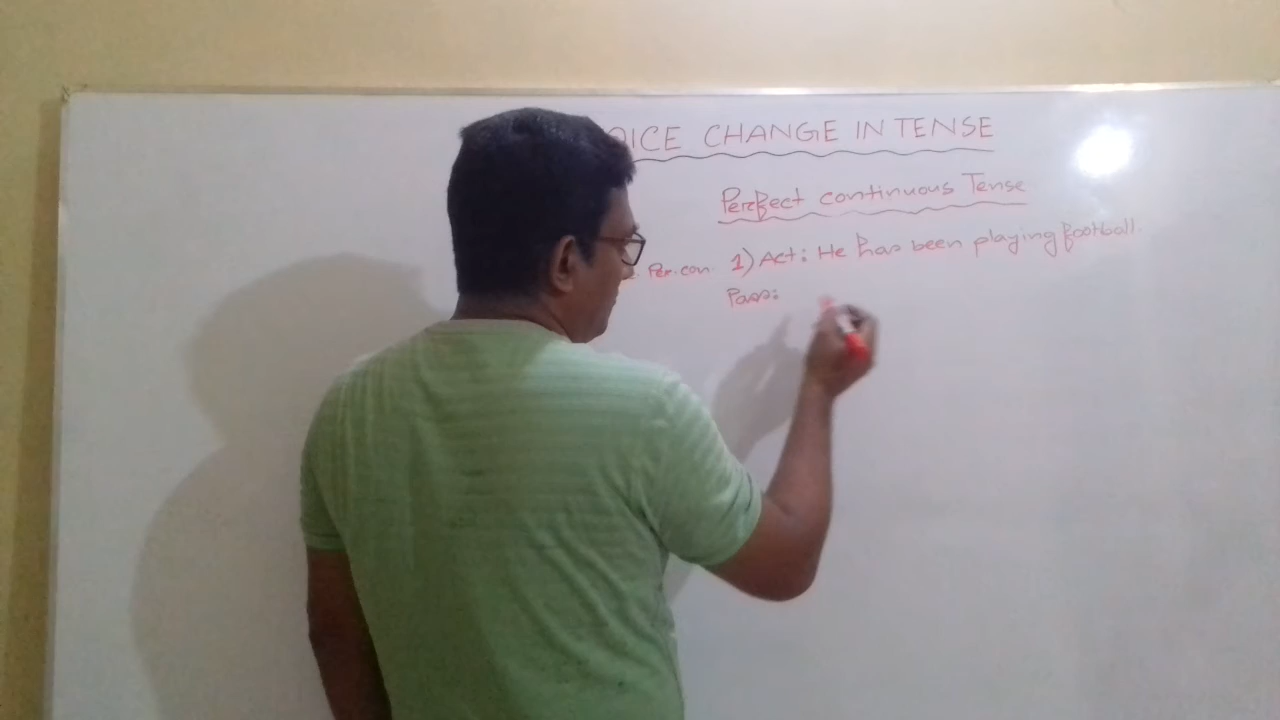 CHANGE IN TENSE
Perfect continuous Tense
Per. con. 1) Act: He has been playing football.
Pass: